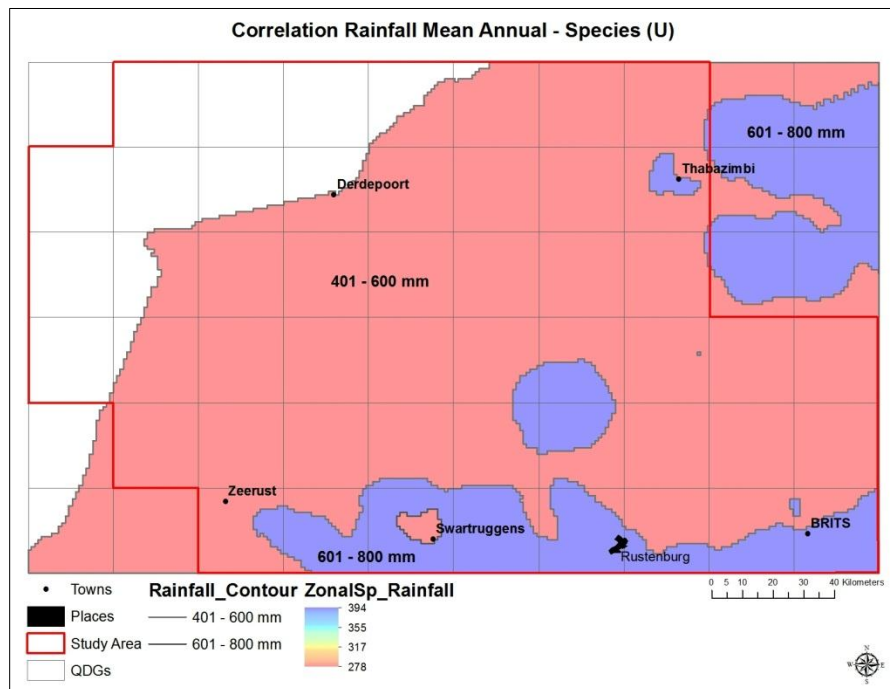 Correlation Rainfall Mean Annual - Species (U)
601 - 800 mm
Thabazimbi
Derdepoort
401 - 600 mm
Zeerust
Swartruggens
BRITS
601 - 800 mm
Rustenburg
Towns
Places
Study Area
QDGs
Rainfall_Contour
401 - 600 mm
601 - 800 mm
ZonalSp_Rainfall
394
355
317
278
0 5 10 20 30 40 Kilometers
N
W E
S